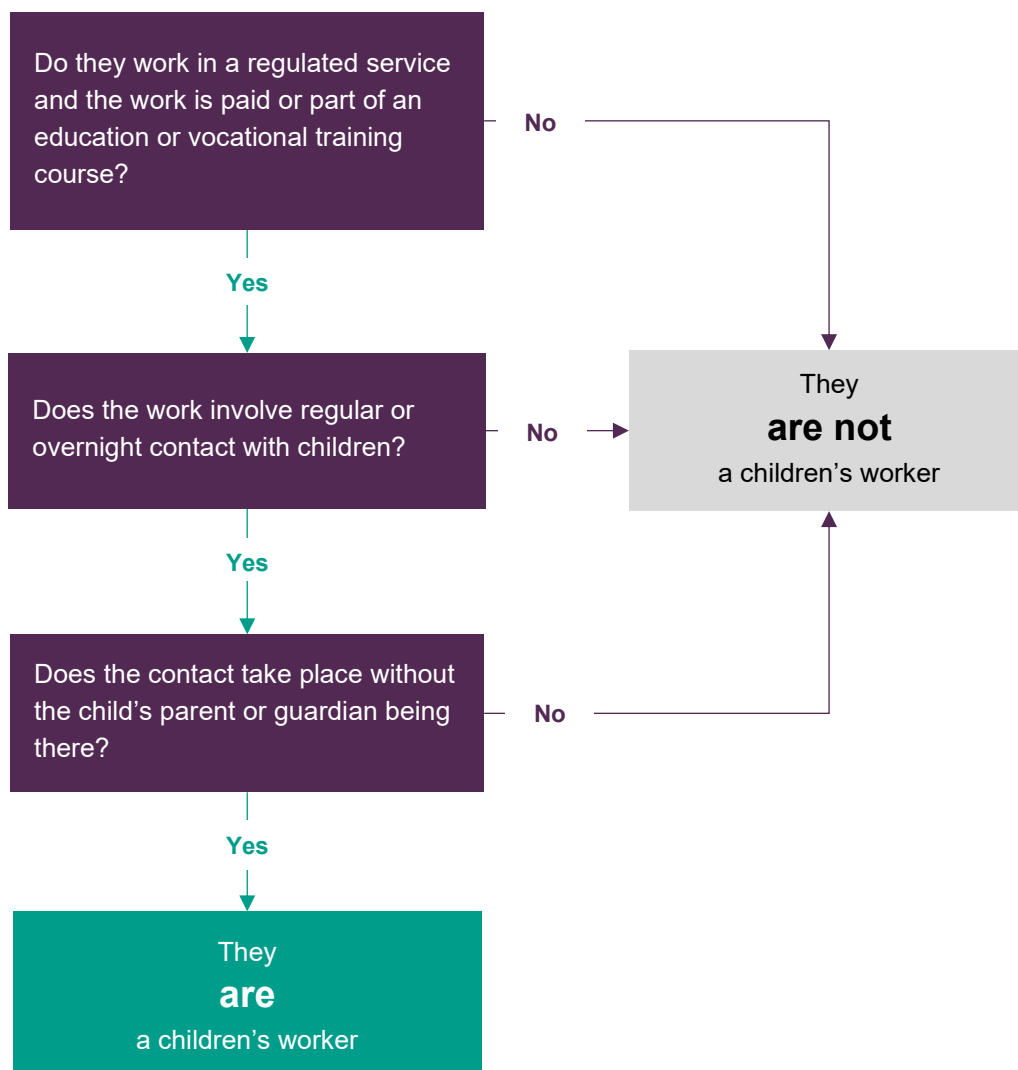 Do they work in a regulated service
and the work is paid or part of an
education or vocational training
course?
No
Yes
Does the work involve regular or
overnight contact with children?
No
They
are not
a children's worker
Yes
Does the contact take place without
the child's parent or guardian being
there?
No
Yes
They
are
a children's worker